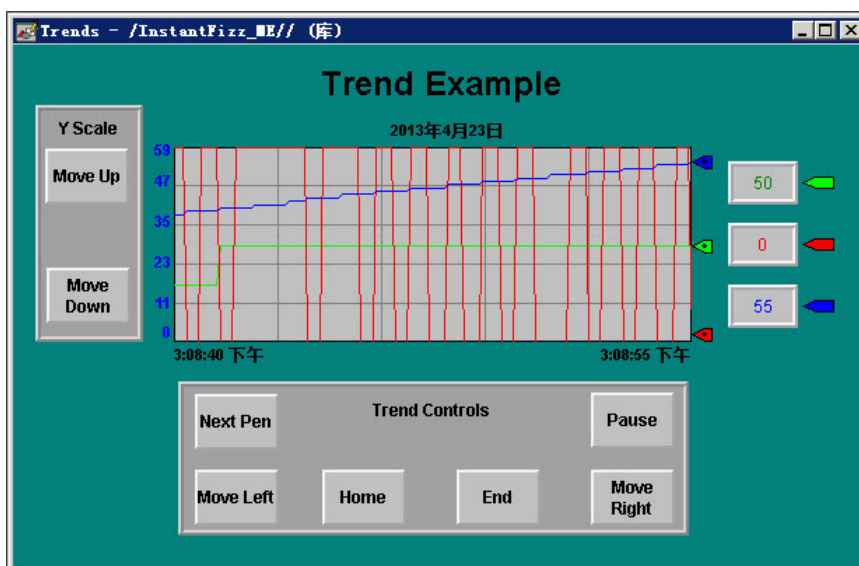 Trends - /InstantFizz_ME// (库)
Trend Example
Y Scale
Move Up
Move
Down
2013年4月23日
59
47
35
23
11
0
3:08:40 下午
3:08:55 下午
50
0
55
Next Pen
Trend Controls
Pause
Move Left
Home
End
Move
Right